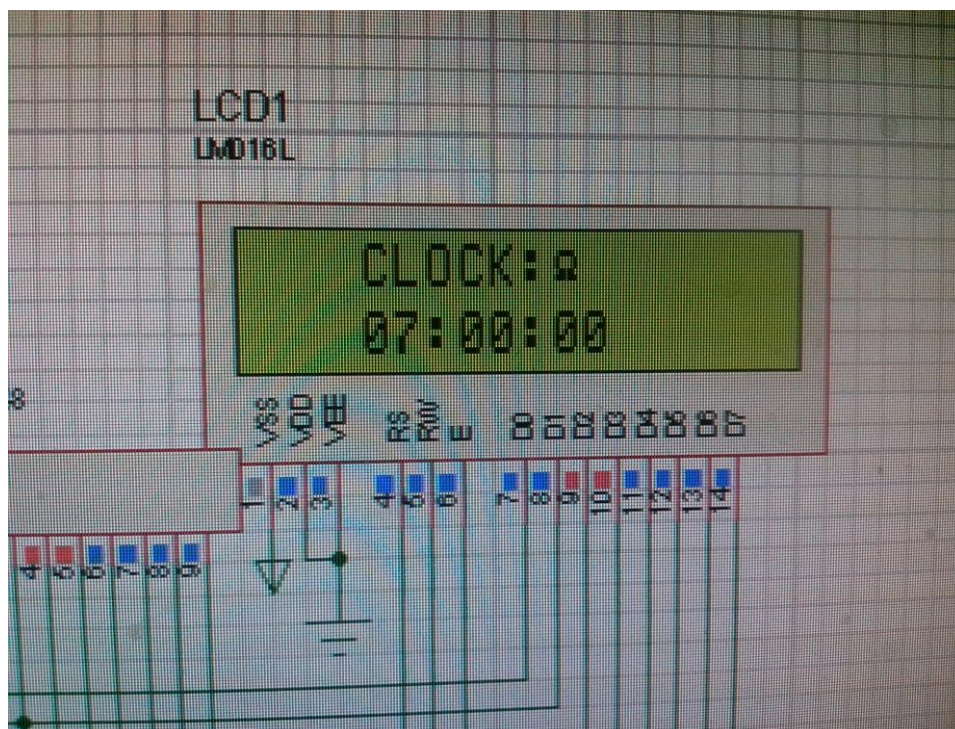 LCD1
LM016L
CLOCK:
07:00:00
VSS VDD VEE RS RW E D0 D1 D2 D3 D4 D5 D6 D7
1 2 3 4 5 6 7 8 9 10 11 12 13 14
4 5 6 7 8 9